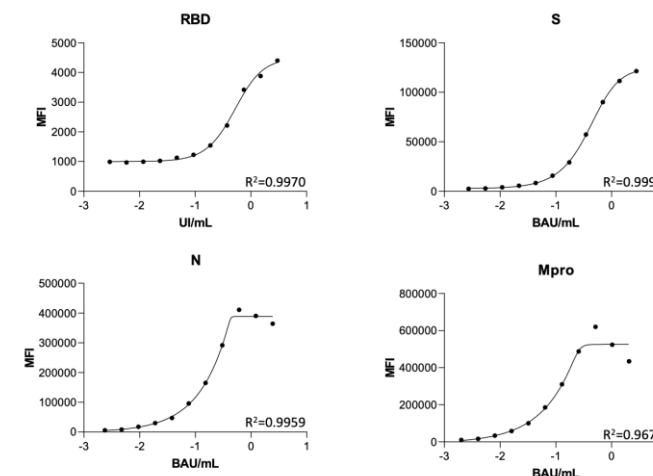 RBD
5000
4000
3000
2000
1000
0
MFI
-3
-2
-1
0
1
UI/mL
R²=0.9970
S
150000
100000
50000
0
MFI
-3
-2
-1
0
BAU/mL
R²=0.999
N
500000
400000
300000
200000
100000
0
MFI
-3
-2
-1
0
1
BAU/mL
R²=0.9959
Mpro
800000
600000
400000
200000
0
MFI
-3
-2
-1
0
BAU/mL
R²=0.967